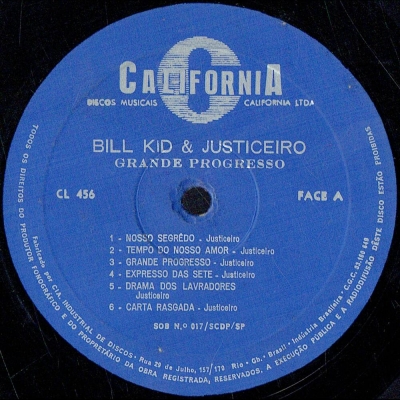 CALIFORNIA
DISCOS MUSICAIS CALIFORNIA LTDA
BILL KID & JUSTICEIRO
GRANDE PROGRESSO
CL 456 FACE A
1 - NOSSO SEGRÊDO - Justiceiro
2 - TEMPO DO NOSSO AMOR - Justiceiro
3 - GRANDE PROGRESSO - Justiceiro
4 - EXPRESSO DAS SETE - Justiceiro
5 - DRAMA DOS LAVRADORES
Justiceiro
6 - CARTA RASGADA - Justiceiro
SOB N.o 017/SCDP/SP
TODOS OS DIREITOS DO PRODUTOR FONOGRÁFICO E DO PROPRIETÁRIO DA OBRA REGISTRADA, RESERVADOS. A EXECUÇÃO PÚBLICA E A RADIODIFUSÃO DÊSTE DISCO ESTÃO PROIBIDAS
Fabricado por CIA. INDUSTRIAL DE DISCOS - Rua 29 de Julho, 157/170 Rio - Gb. - Brasil - Indústria Brasileira - C.G.C.